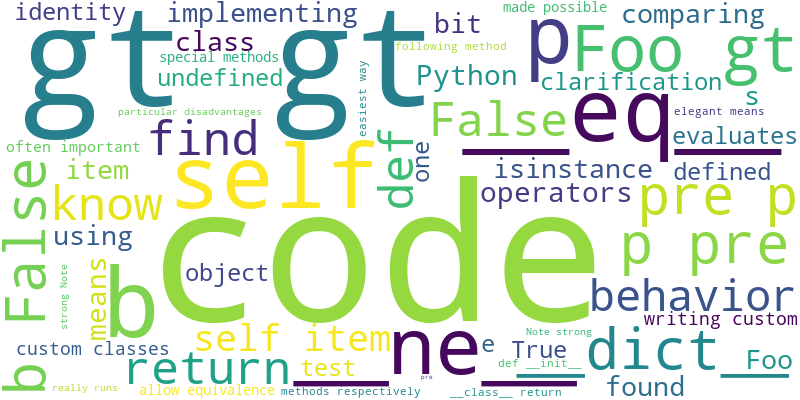 identity
implementing
made possible
comparing
gt
gt
class
bit
following method
p
Foo gt
special methods
undefined
easiest way
Python
clarification
s
particular disadvantages
find
False
eq
elegant means
often important
def
one
evaluates
item
self
isinstance
defined
know
operators
pre p
False
using
code
p pre
strong Note
means
b
object
behavior
writing custom
self item
ne
e
True
Note strong
dict
custom classes
return
test
def __init__
Foo
b
really runs
allow equivalence
methods respectively
pre
__class__ return
found